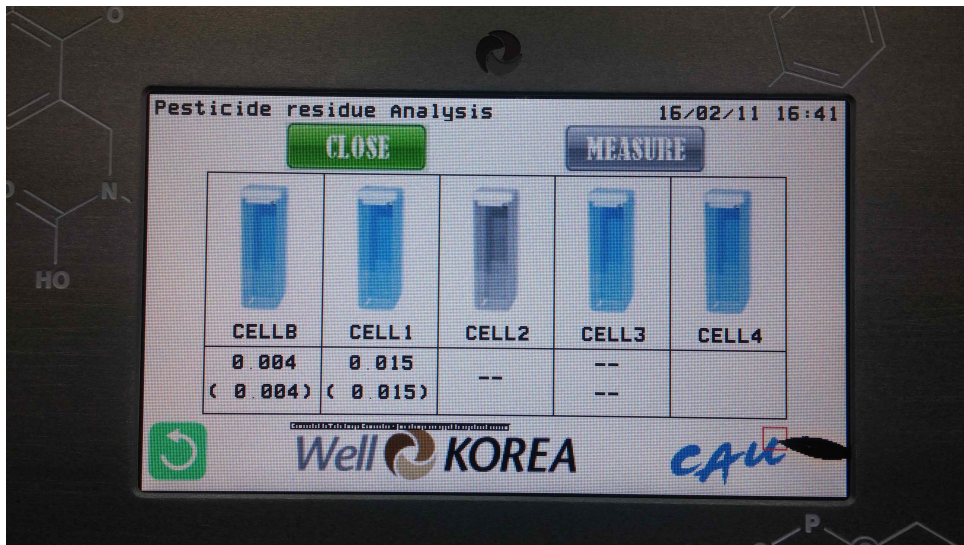 Pesticide residue Analysis 16/02/11 16:41
CLOSE MEASURE
CELLB CELL1 CELL2 CELL3 CELL4
0.004 0.015 -- --
( 0.004) ( 0.015) --
Well KOREA CAU
O
N
HO
P